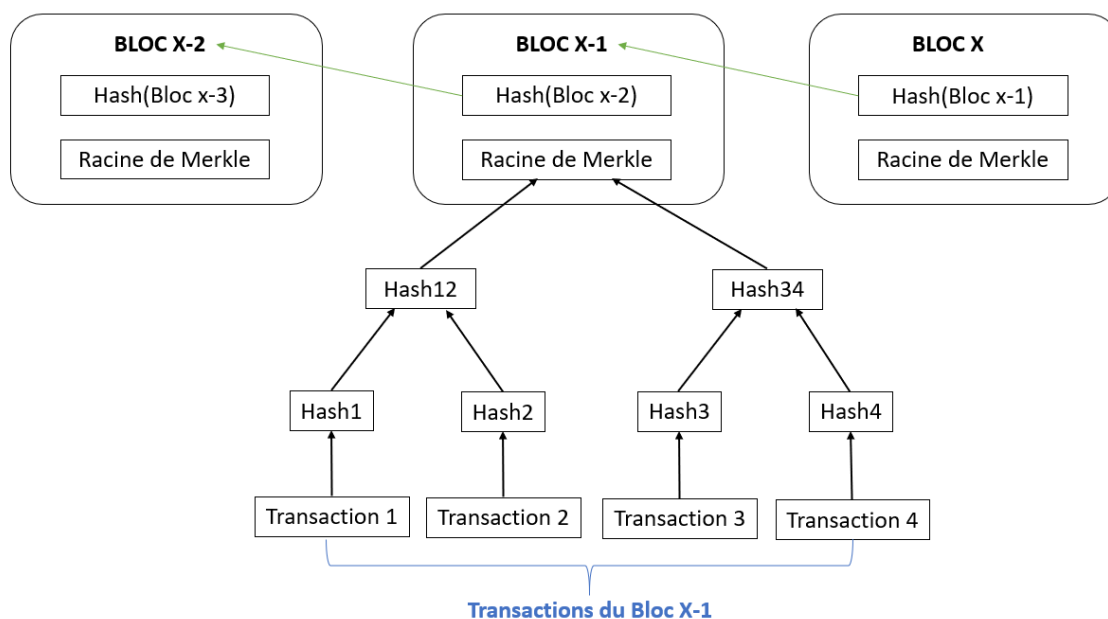 BLOC X-2
BLOC X-1
BLOC X
Hash(Bloc x-3)
Hash(Bloc x-2)
Hash(Bloc x-1)
Racine de Merkle
Racine de Merkle
Racine de Merkle
Hash12
Hash34
Hash1
Hash2
Hash3
Hash4
Transaction 1
Transaction 2
Transaction 3
Transaction 4
Transactions du Bloc X-1